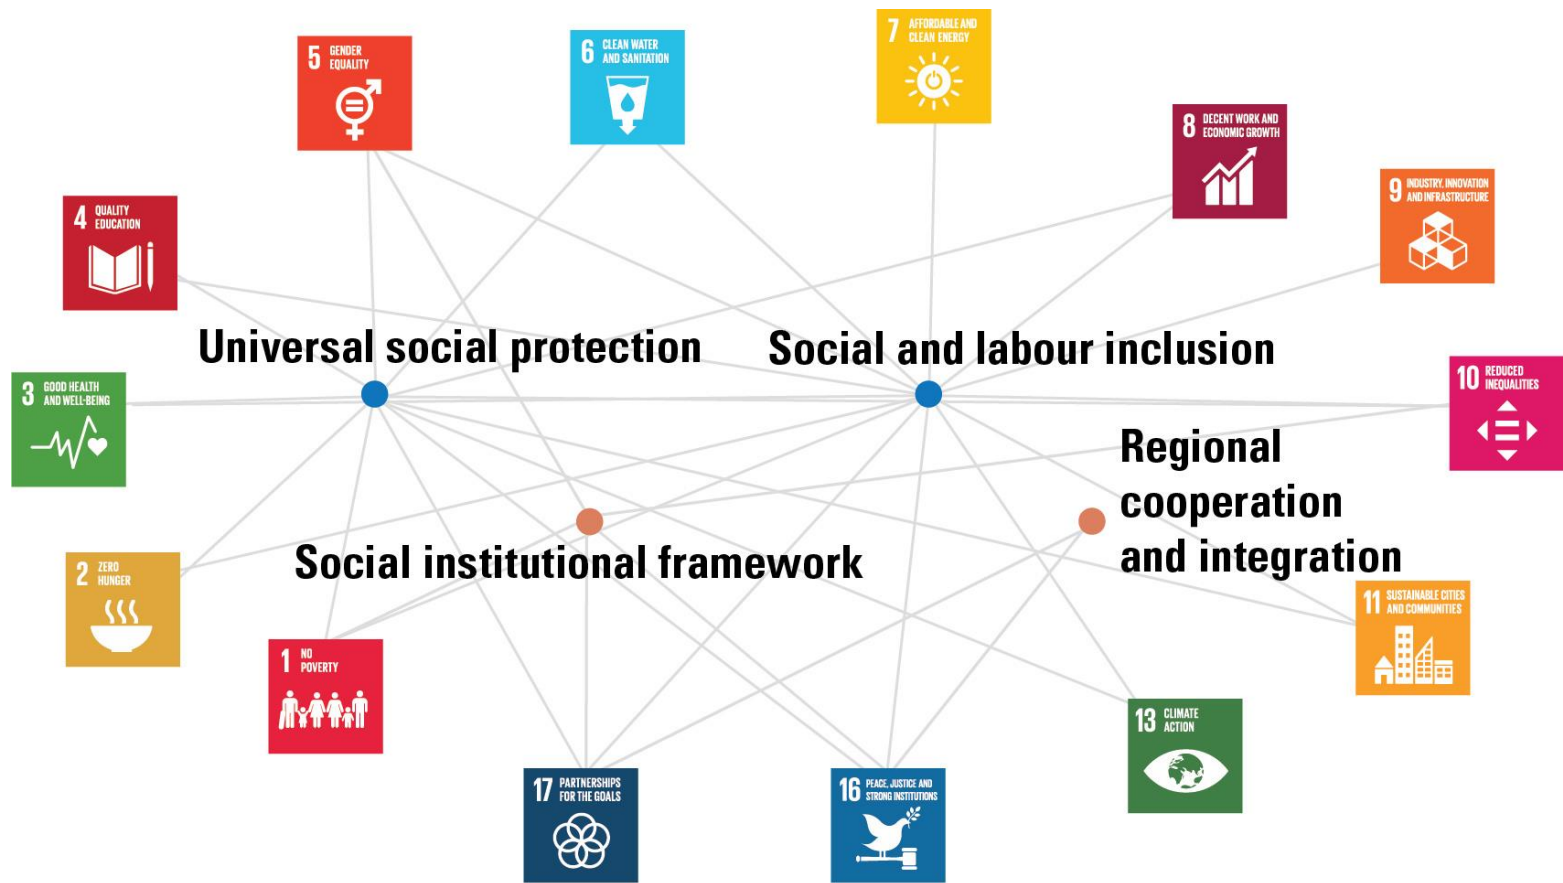 5 GENDER
EQUALITY
6 CLEAN WATER
AND SANITATION
7 AFFORDABLE AND
CLEAN ENERGY
8 DECENT WORK AND
ECONOMIC GROWTH
9 INDUSTRY, INNOVATION
AND INFRASTRUCTURE
4 QUALITY
EDUCATION
Universal social protection
Social and labour inclusion
3 GOOD HEALTH
AND WELL-BEING
10 REDUCED
INEQUALITIES
Regional
cooperation
and integration
Social institutional framework
2 ZERO
HUNGER
11 SUSTAINABLE CITIES
AND COMMUNITIES
1 NO
POVERTY
13 CLIMATE
ACTION
17 PARTNERSHIPS
FOR THE GOALS
16 PEACE, JUSTICE AND
STRONG INSTITUTIONS